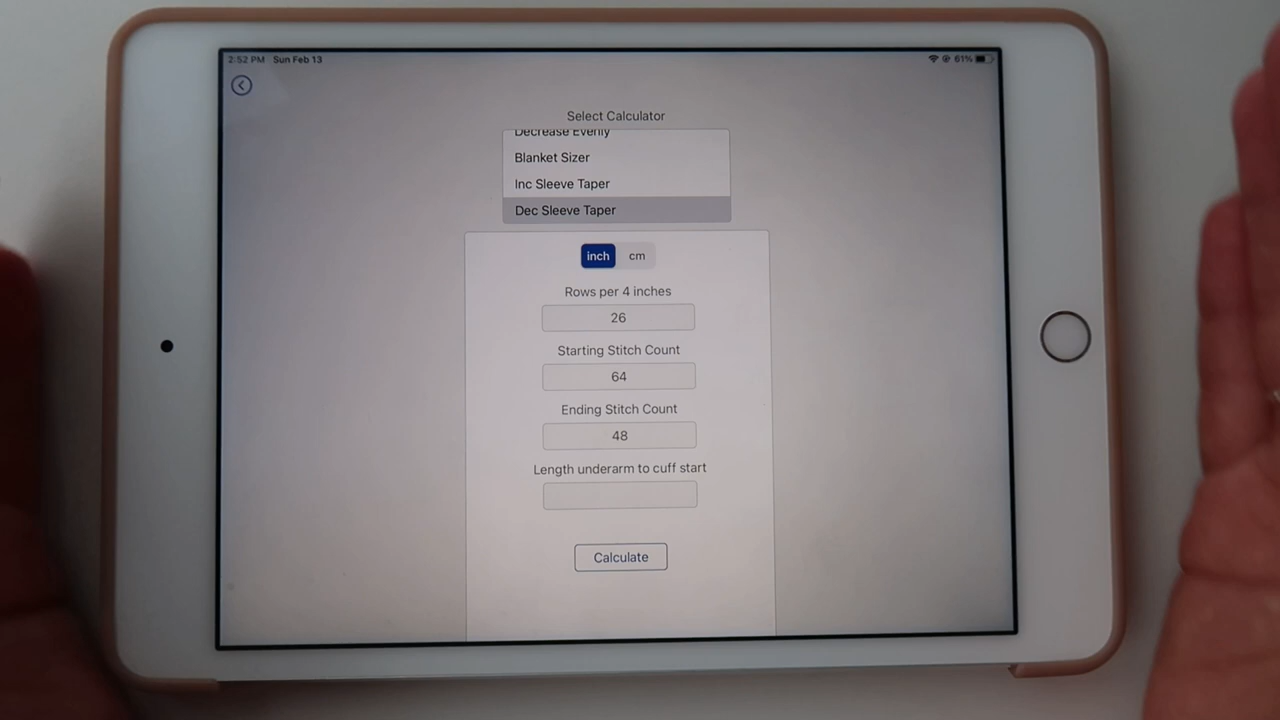 2:52 PM Sun Feb 13
61%
Select Calculator
Decrease Evenly
Blanket Sizer
Inc Sleeve Taper
Dec Sleeve Taper
inch cm
Rows per 4 inches
26
Starting Stitch Count
64
Ending Stitch Count
48
Length underarm to cuff start
Calculate